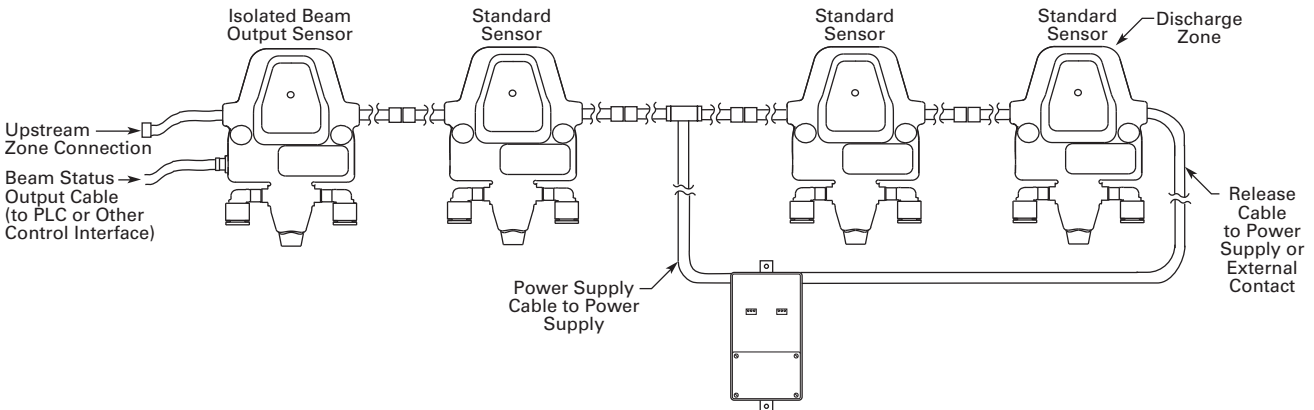 Isolated Beam
Output Sensor
Standard
Sensor
Standard
Sensor
Standard
Sensor
Discharge
Zone
Upstream
Zone Connection
Beam Status
Output Cable
(to PLC or Other
Control Interface)
Power Supply
Cable to Power
Supply
Release
Cable
to Power
Supply or
External
Contact